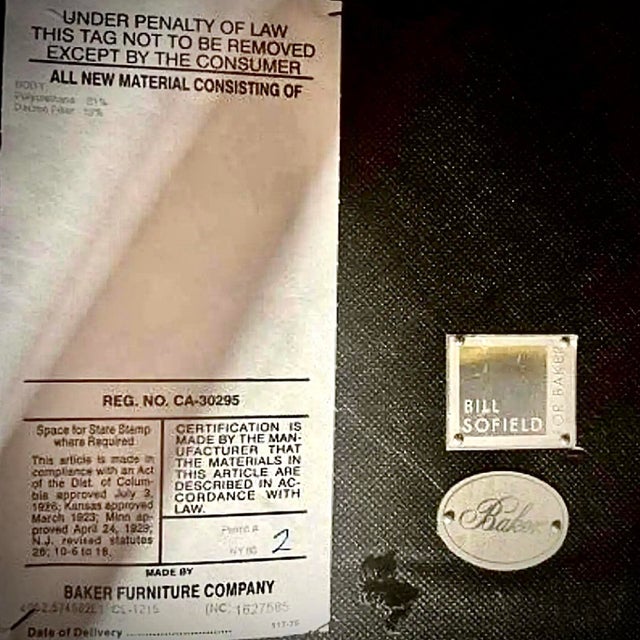 UNDER PENALTY OF LAW
THIS TAG NOT TO BE REMOVED
EXCEPT BY THE CONSUMER
ALL NEW MATERIAL CONSISTING OF
BODY
Polyurethane
Dacron Fiber
REG. NO. CA-30295
Space for State Stamp
where Required
This article is made in
compliance with an Act
of the Dist. of Colum-
bia approved July 3,
1926; Kansas approved
March 1923; Minn ap-
proved April 24, 1929;
N.J. revised statutes
26; 10-6 to 18.
CERTIFICATION IS
MADE BY THE MAN-
UFACTURER THAT
THE MATERIALS IN
THIS ARTICLE ARE
DESCRIBED IN AC-
CORDANCE WITH
LAW.
2
MADE BY
BAKER FURNITURE COMPANY
Date of Delivery
BILL
SOFIELD
FOR BAKER
Baker